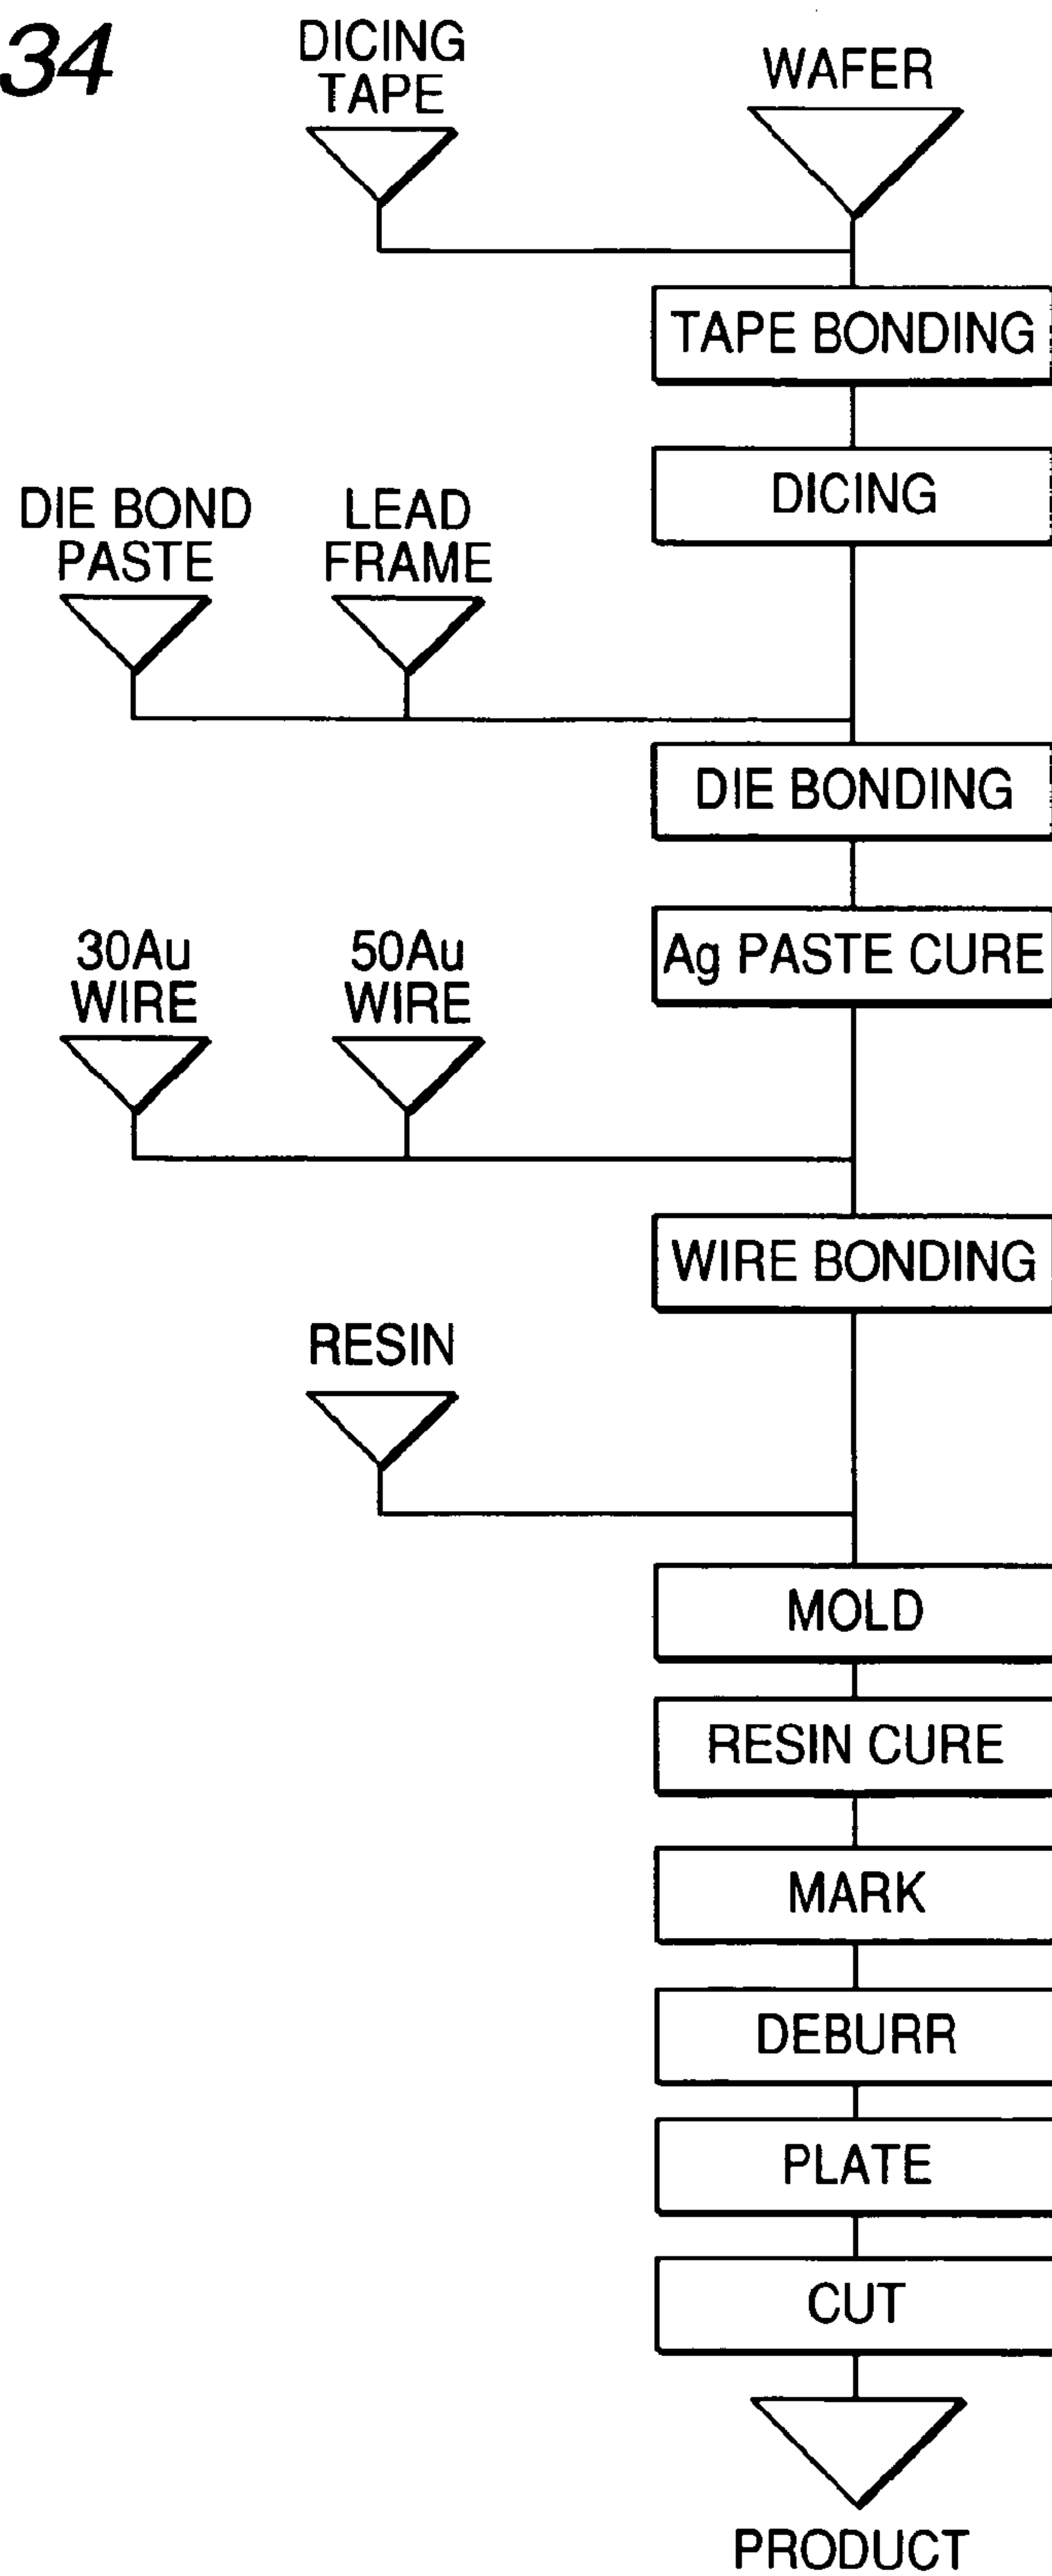 34
DICING
TAPE
WAFER
TAPE BONDING
DICING
DIE BOND
PASTE
LEAD
FRAME
DIE BONDING
Ag PASTE CURE
30Au
WIRE
50Au
WIRE
WIRE BONDING
RESIN
MOLD
RESIN CURE
MARK
DEBURR
PLATE
CUT
PRODUCT